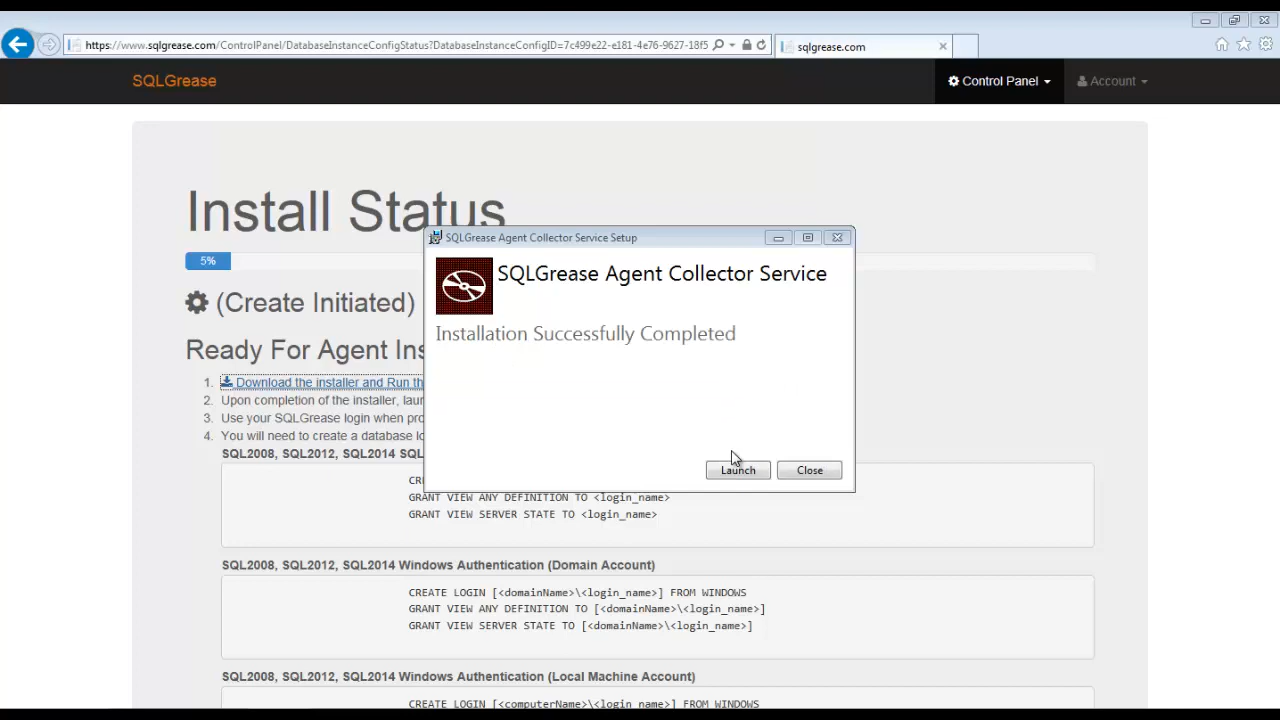 https://www.sqlgrease.com/ControlPanel/DatabaseInstanceConfigStatus?DatabaseInstanceConfigID=7c499e22-e181-4e76-9627-18f5
sqlgrease.com
SQLGrease
Control Panel
Account
Install Status
5%
(Create Initiated)
Ready For Agent Ins
1. Download the installer and Run th
2. Upon completion of the installer, laun
3. Use your SQLGrease login when pro
4. You will need to create a database lo
SQL2008, SQL2012, SQL2014 SQL
CR
GRANT VIEW ANY DEFINITION TO <login_name>
GRANT VIEW SERVER STATE TO <login_name>
SQLGrease Agent Collector Service Setup
SQLGrease Agent Collector Service
Installation Successfully Completed
Launch
Close
SQL2008, SQL2012, SQL2014 Windows Authentication (Domain Account)
CREATE LOGIN [<domainName>\<login_name>] FROM WINDOWS
GRANT VIEW ANY DEFINITION TO [<domainName>\<login_name>]
GRANT VIEW SERVER STATE TO [<domainName>\<login_name>]
SQL2008, SQL2012, SQL2014 Windows Authentication (Local Machine Account)
CREATE LOGIN [<computerName>\<login_name>] FROM WINDOWS